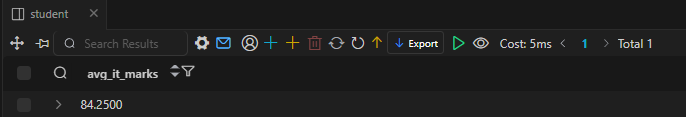 student
Search Results
Export
Cost: 5ms
1
Total 1
avg_it_marks
84.2500